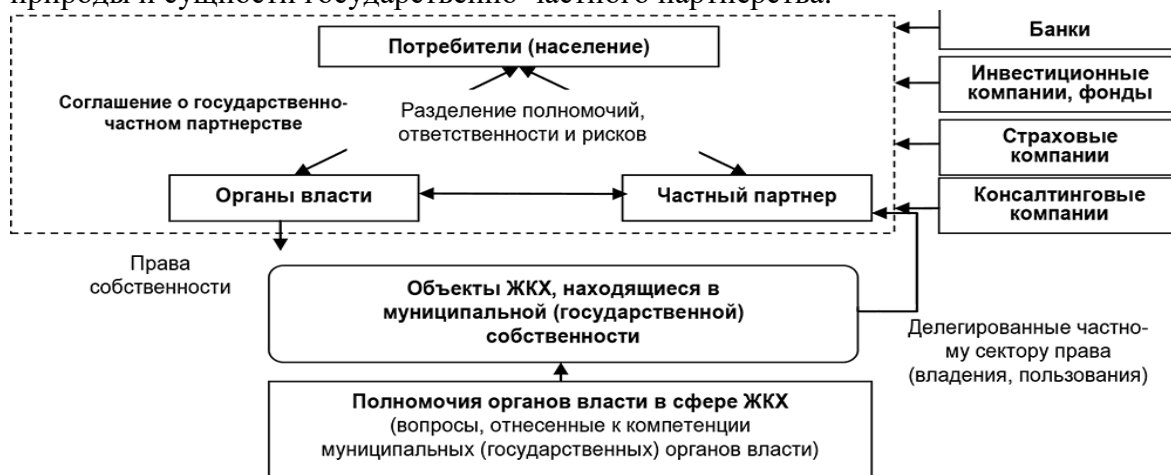 природы и сущности государственно-частного партнерства.
Потребители (население)
Соглашение о государственно-
частном партнерстве
Разделение полномочий,
ответственности и рисков
Органы власти
Частный партнер
Банки
Инвестиционные
компании, фонды
Страховые
компании
Консалтинговые
компании
Права
собственности
Объекты ЖКХ, находящиеся в
муниципальной (государственной)
собственности
Делегированные частно-
му сектору права
(владения, пользования)
Полномочия органов власти в сфере ЖКХ
(вопросы, отнесенные к компетенции
муниципальных (государственных) органов власти)